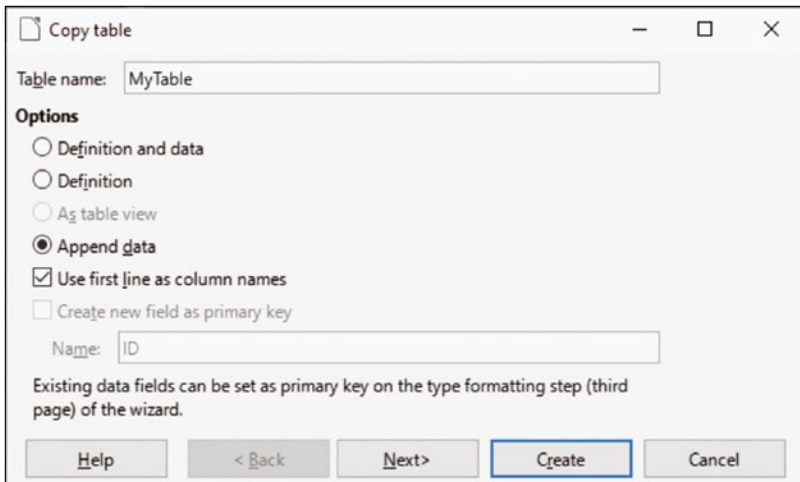 Copy table
Table name: MyTable
Options
Definition and data
Definition
As table view
Append data
Use first line as column names
Create new field as primary key
Name: ID
Existing data fields can be set as primary key on the type formatting step (third
page) of the wizard.
Help < Back Next> Create Cancel